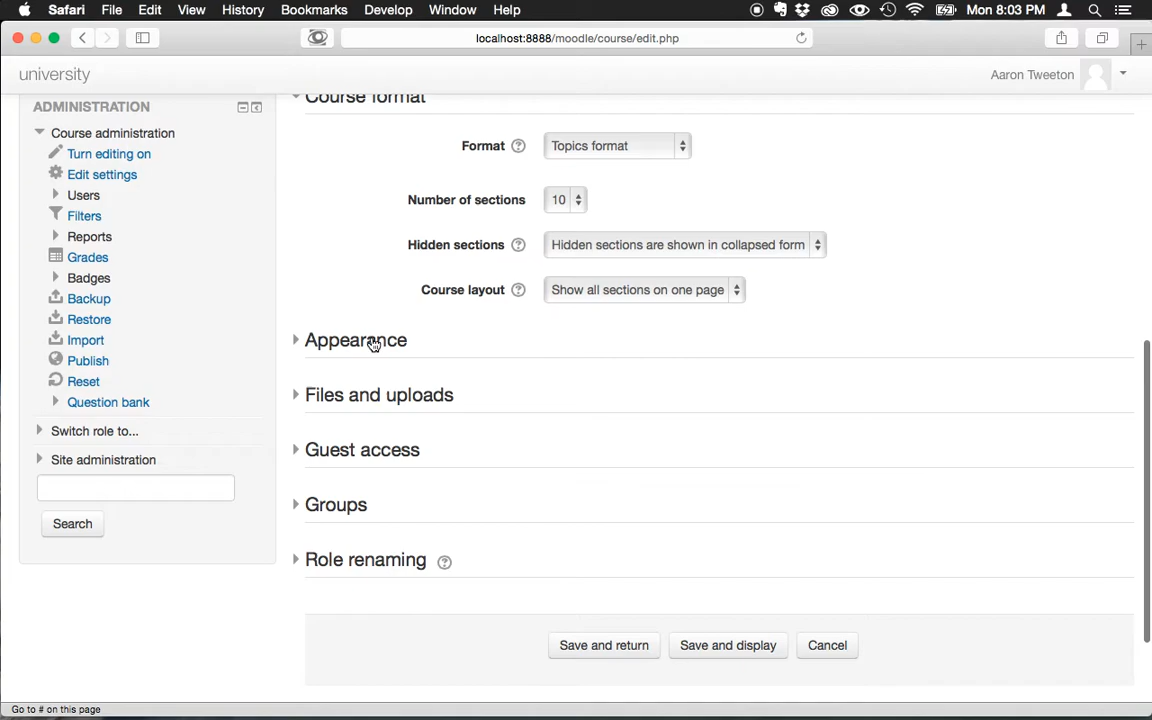 Safari File Edit View History Bookmarks Develop Window Help Mon 8:03 PM
localhost:8888/moodle/course/edit.php
university Aaron Tweeton
ADMINISTRATION
Course administration
Turn editing on
Edit settings
Users
Filters
Reports
Grades
Badges
Backup
Restore
Import
Publish
Reset
Question bank
Switch role to...
Site administration
Search
Course format
Format ? Topics format
Number of sections 10
Hidden sections ? Hidden sections are shown in collapsed form
Course layout ? Show all sections on one page
Appearance
Files and uploads
Guest access
Groups
Role renaming ?
Save and return Save and display Cancel
Go to # on this page